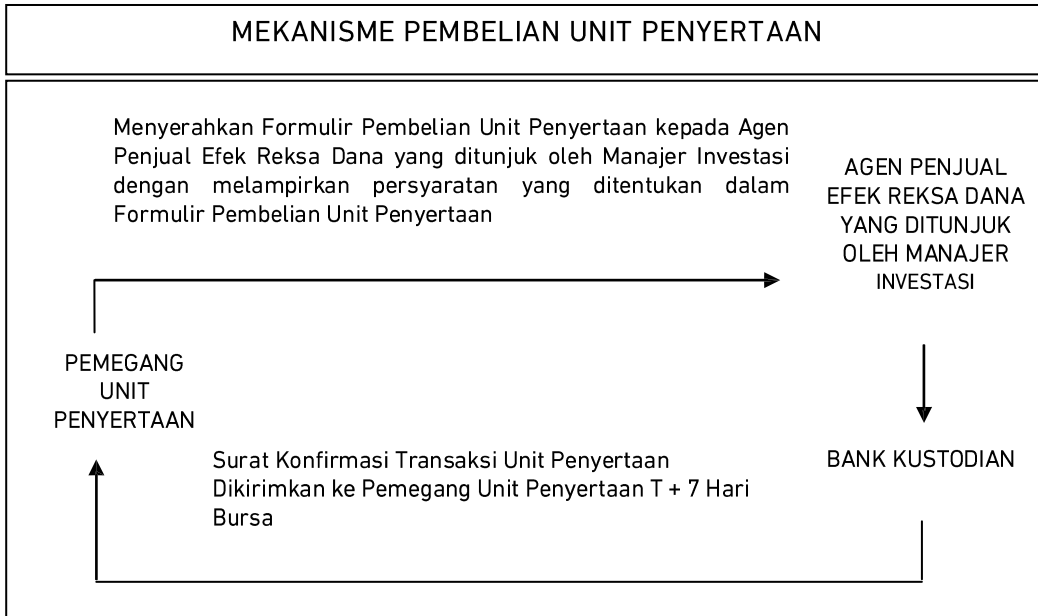 MEKANISME PEMBELIAN UNIT PENYERTAAN
Menyerahkan Formulir Pembelian Unit Penyertaan kepada Agen
Penjual Efek Reksa Dana yang ditunjuk oleh Manajer Investasi
dengan melampirkan persyaratan yang ditentukan dalam
Formulir Pembelian Unit Penyertaan
AGEN PENJUAL
EFEK REKSA DANA
YANG DITUNJUK
OLEH MANAJER
INVESTASI
PEMEGANG
UNIT
PENYERTAAN
Surat Konfirmasi Transaksi Unit Penyertaan
Dikirimkan ke Pemegang Unit Penyertaan T + 7 Hari
Bursa
BANK KUSTODIAN